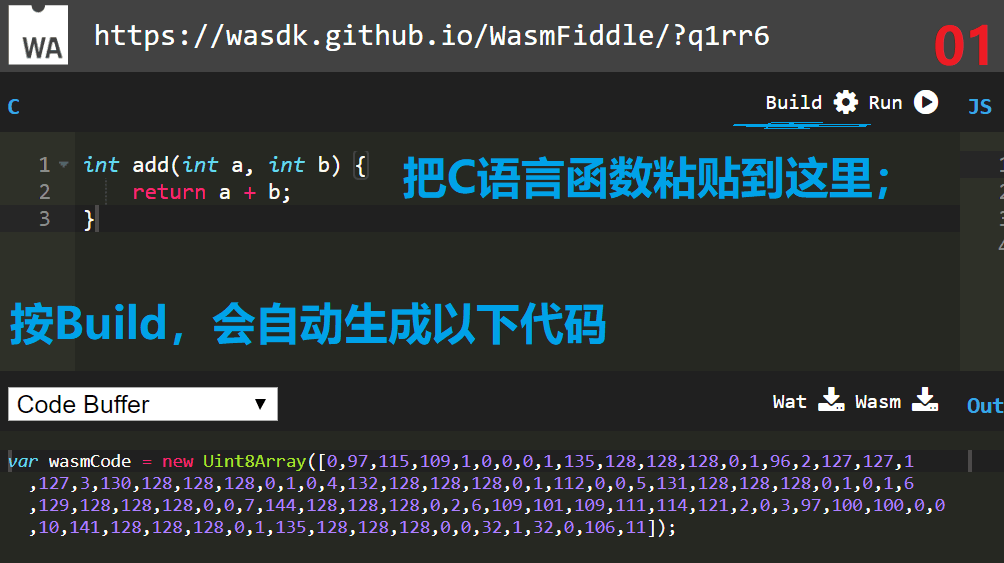 WA
https://wasdk.github.io/WasmFiddle/?q1rr6
01
C
Build Run
JS
1 int add(int a, int b) {
2 return a + b;
3 }
把C语言函数粘贴到这里;
按Build，会自动生成以下代码
Code Buffer
Wat Wasm
Out
var wasmCode = new Uint8Array([0,97,115,109,1,0,0,0,1,135,128,128,128,0,1,96,2,127,127,1
,127,3,130,128,128,128,0,1,0,4,132,128,128,128,0,1,112,0,0,5,131,128,128,128,0,1,0,1,6
,129,128,128,128,0,0,7,144,128,128,128,0,2,6,109,101,109,111,114,121,2,0,3,97,100,100,0,0
,10,141,128,128,128,0,1,135,128,128,128,0,0,32,1,32,0,106,11]);